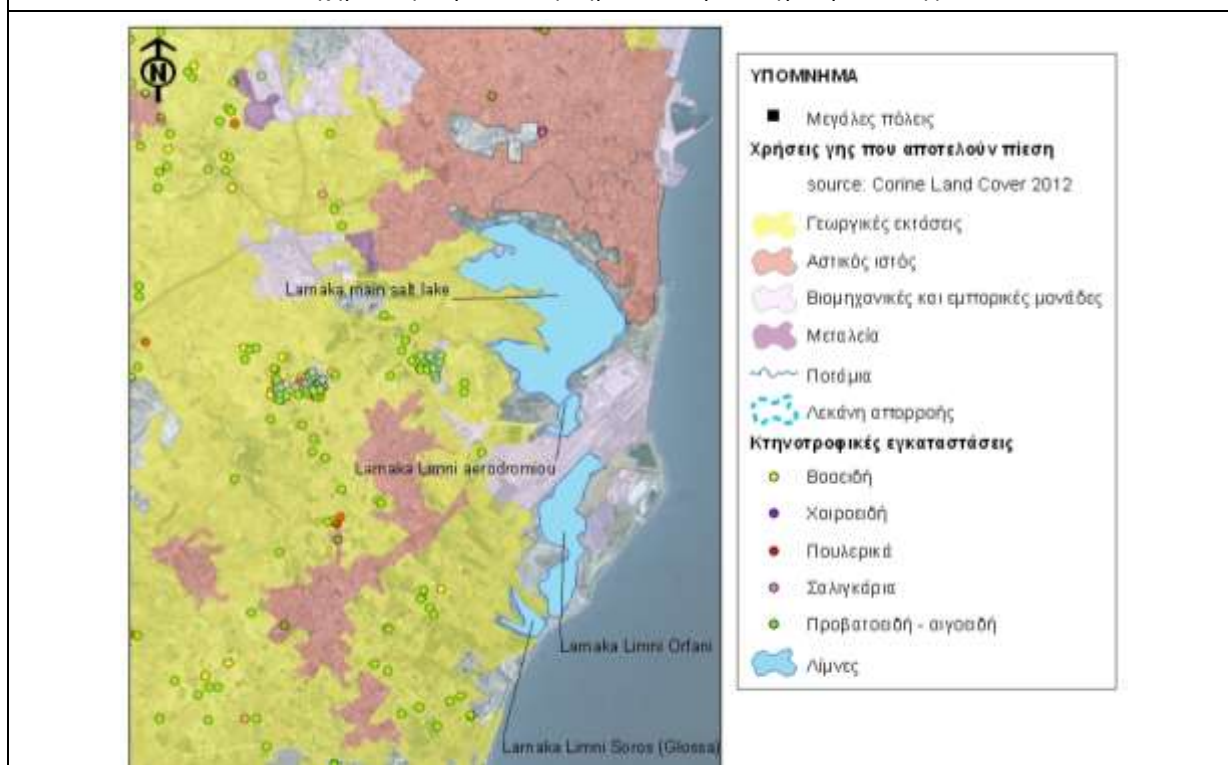 N
Larnaka main salt lake
Larnaka Limni aerodromiou
Larnaka Limni Orfani
Larnaka Limni Soros (Glossa)
ΥΠΟΜΝΗΜΑ
Μεγάλες πόλεις
Χρήσεις γης που αποτελούν πίεση
source: Corine Land Cover 2012
Γεωργικές εκτάσεις
Αστικός ιστός
Βιομηχανικές και εμπορικές μονάδες
Μεταλεία
Ποτάμια
Λεκάνη απορροής
Κτηνοτροφικές εγκαταστάσεις
Βοοειδή
Χοιροειδή
Πουλερικά
Σαλιγκάρια
Προβατοειδή - αιγοειδή
Λίμνες